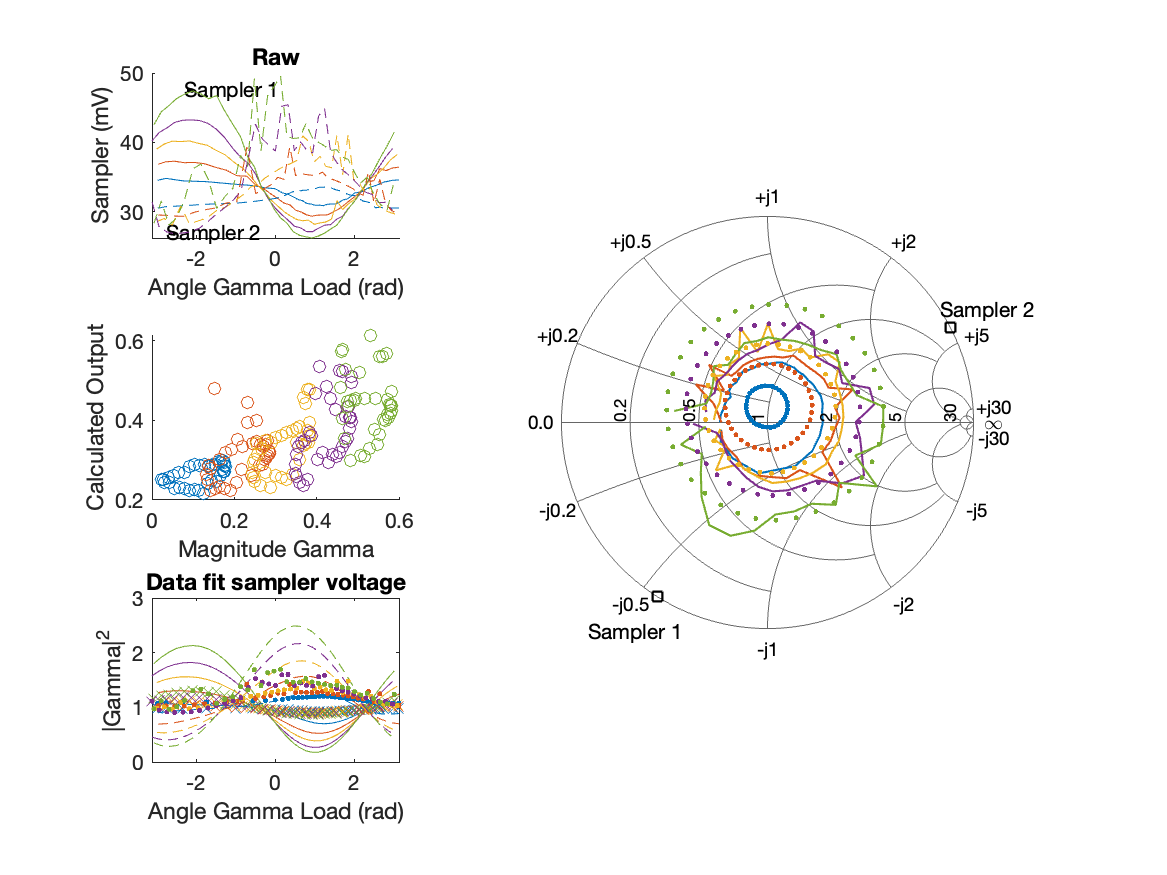 Raw
Sampler (mV)
50
40
30
Sampler 1
Sampler 2
-2
0
2
Angle Gamma Load (rad)
Calculated Output
0.6
0.4
0.2
0
0.2
0.4
0.6
Magnitude Gamma
Data fit sampler voltage
|Gamma|²
3
2
1
0
-2
0
2
Angle Gamma Load (rad)
+j1
+j0.5
+j2
Sampler 2
+j0.2
+j5
0.0
0.2
0.5
1
2
5
30
+j30
∞
-j30
-j0.2
-j5
-j0.5
-j2
Sampler 1
-j1